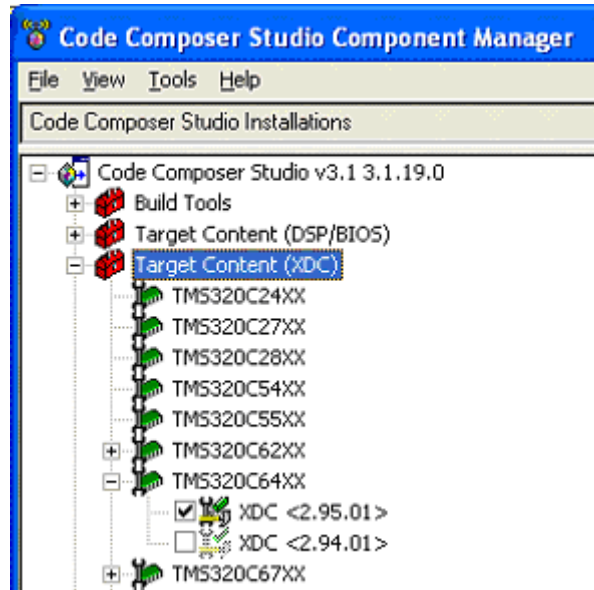 Code Composer Studio Component Manager
File View Tools Help
Code Composer Studio Installations
Code Composer Studio v3.1 3.1.19.0
Build Tools
Target Content (DSP/BIOS)
Target Content (XDC)
TMS320C24XX
TMS320C27XX
TMS320C28XX
TMS320C54XX
TMS320C55XX
TMS320C62XX
TMS320C64XX
XDC <2.95.01>
XDC <2.94.01>
TMS320C67XX